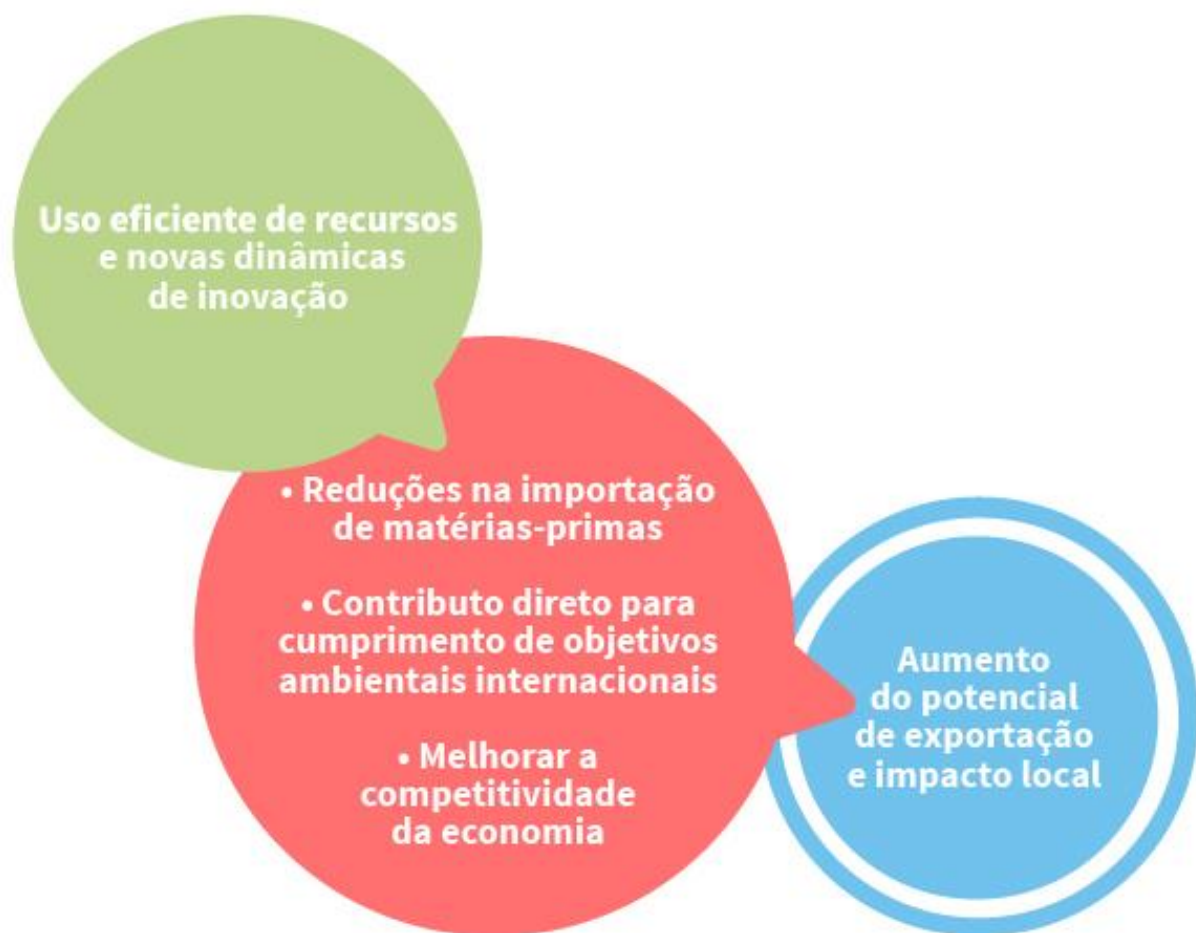 Uso eficiente de recursos
e novas dinâmicas
de inovação
• Reduções na importação
de matérias-primas
• Contributo direto para
cumprimento de objetivos
ambientais internacionais
• Melhorar a
competitividade
da economia
Aumento
do potencial
de exportação
e impacto local